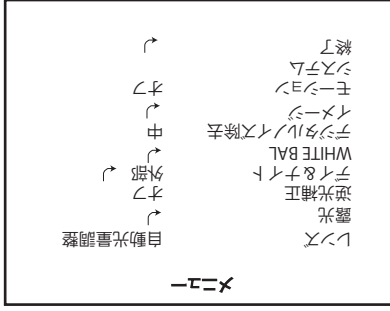 メニュー
レンズ 自動光量調整
露光 ⤶
逆光補正 オフ
デイ&ナイト 外部 ⤶
WHITE BAL ⤶
デジタルノイズ除去 中
イメージ ⤶
モーション オフ
システム
終了 ⤶